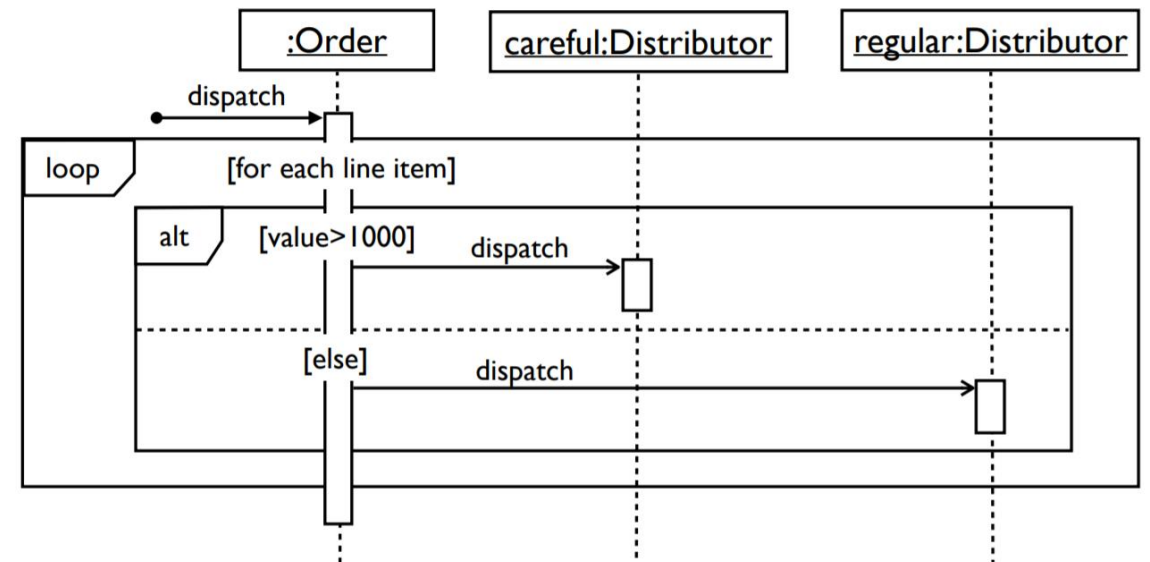 :Order
careful:Distributor
regular:Distributor
dispatch
loop
[for each line item]
alt
[value>1000]
dispatch
[else]
dispatch